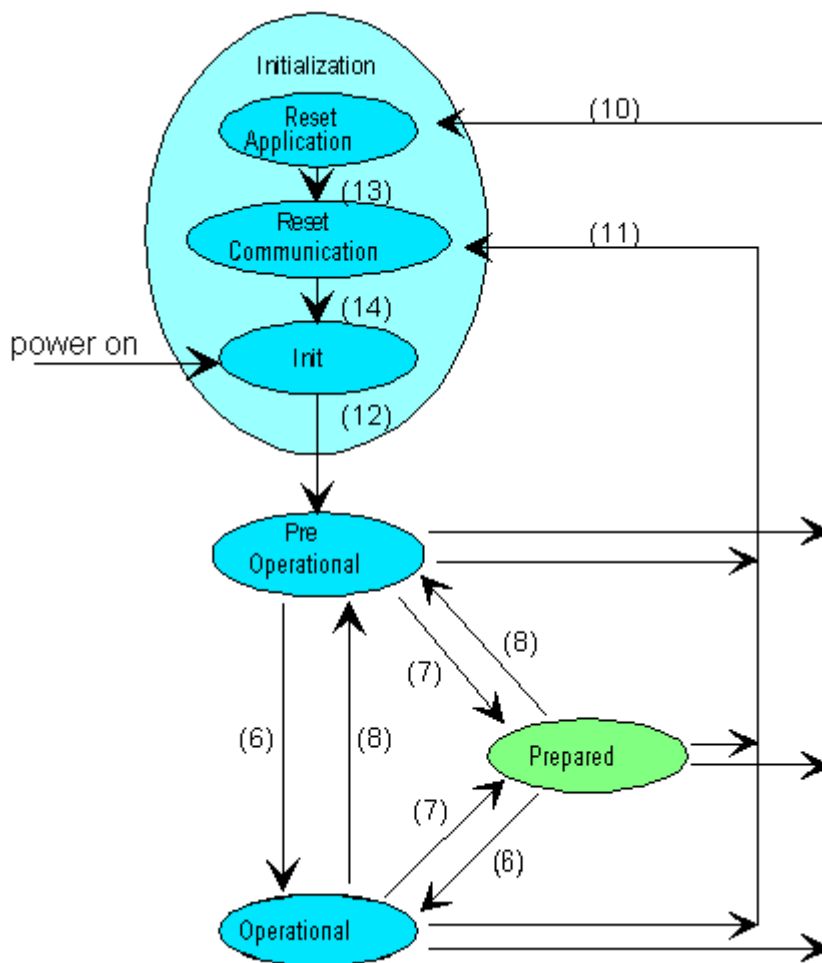 Initialization
Reset
Application
(10)
(13)
Reset
Communication
(11)
(14)
power on
Init
(12)
Pre
Operational
(8)
(7)
(6)
(8)
Prepared
(7)
(6)
Operational